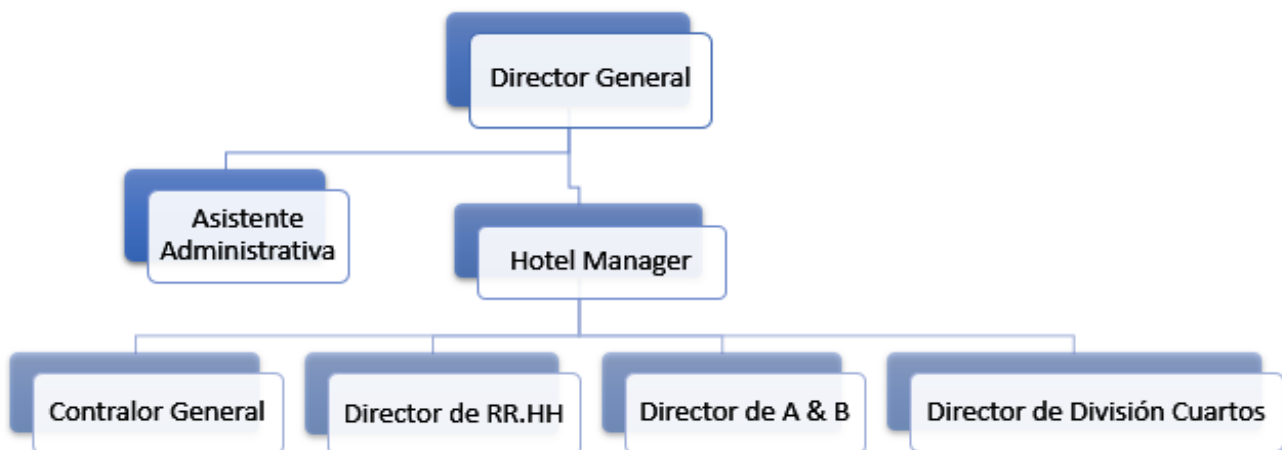 Director General
Asistente
Administrativa
Hotel Manager
Contralor General
Director de RR.HH
Director de A & B
Director de División Cuartos